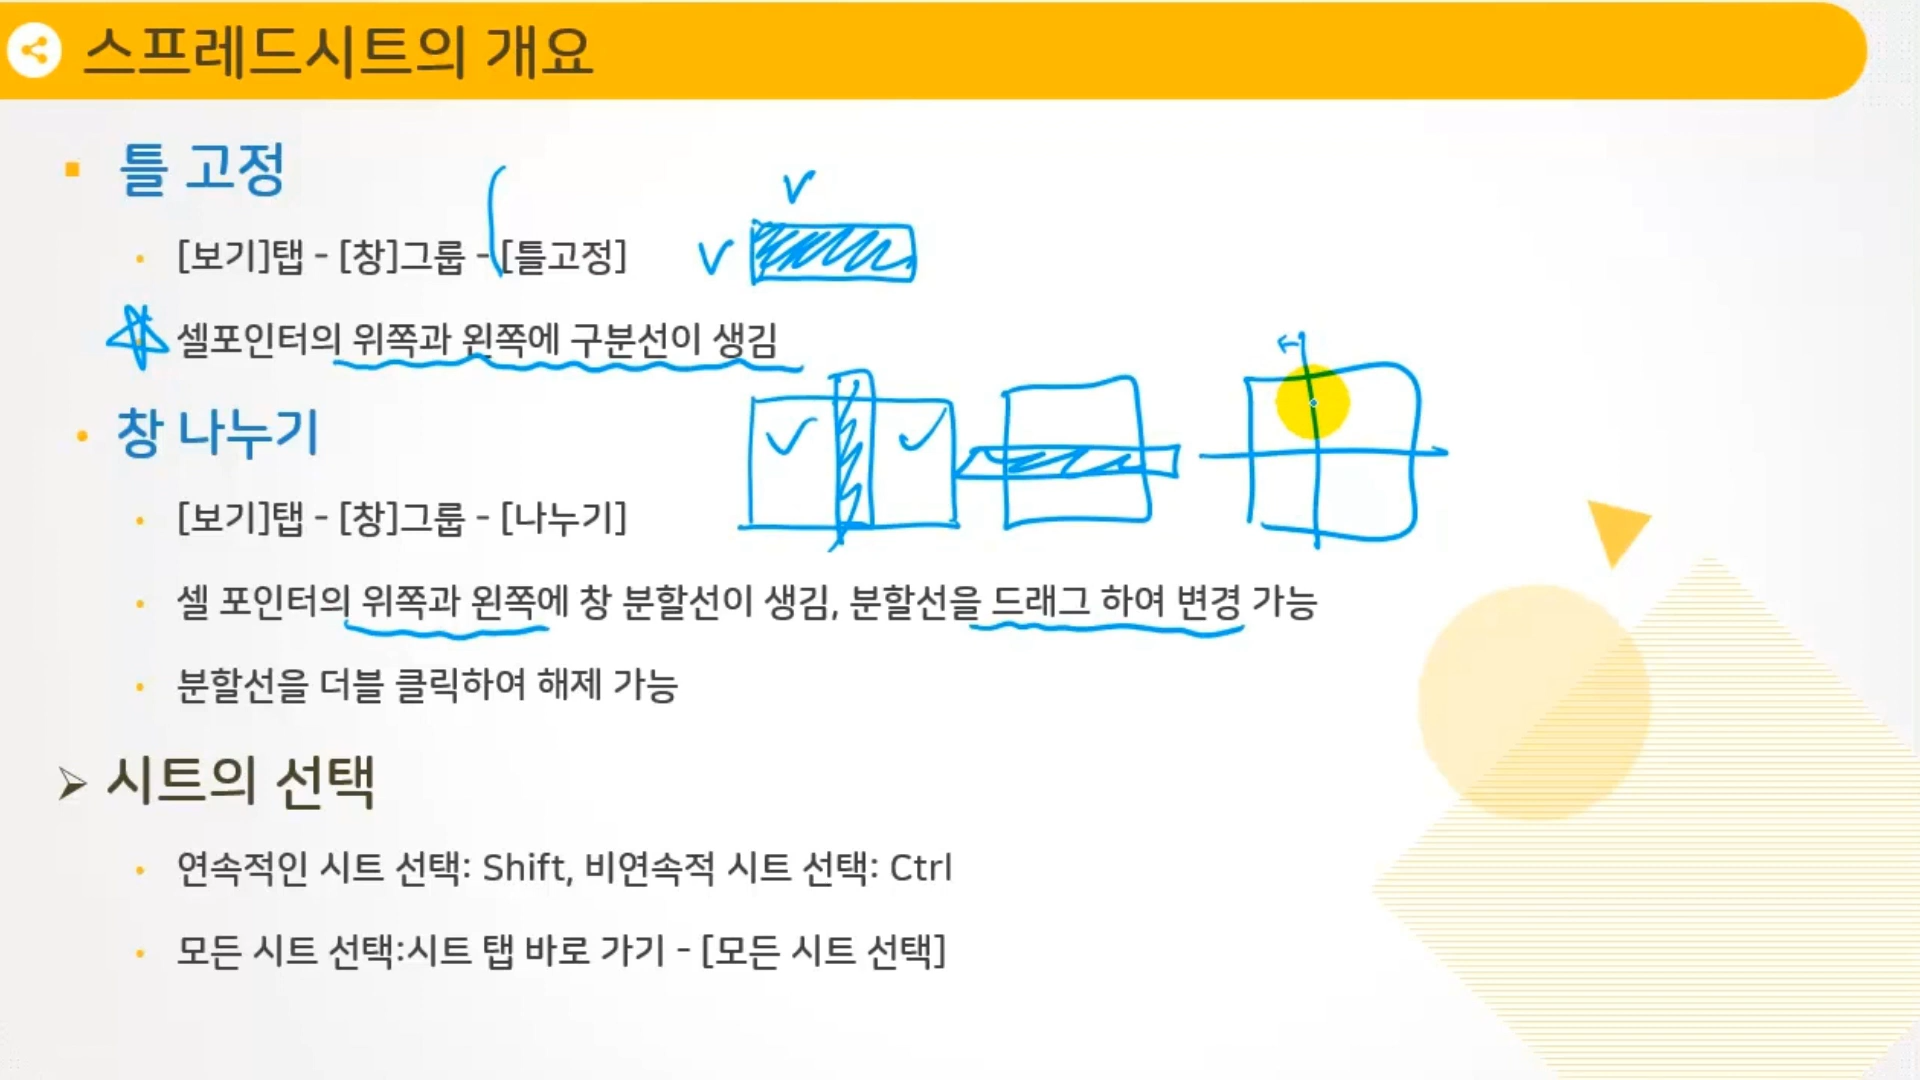 스프레드시트의 개요
틀 고정
[보기]탭 - [창]그룹 - [틀고정]
셀포인터의 위쪽과 왼쪽에 구분선이 생김
창 나누기
[보기]탭 - [창]그룹 - [나누기]
셀 포인터의 위쪽과 왼쪽에 창 분할선이 생김, 분할선을 드래그 하여 변경 가능
분할선을 더블 클릭하여 해제 가능
시트의 선택
연속적인 시트 선택: Shift, 비연속적 시트 선택: Ctrl
모든 시트 선택:시트 탭 바로 가기 - [모든 시트 선택]